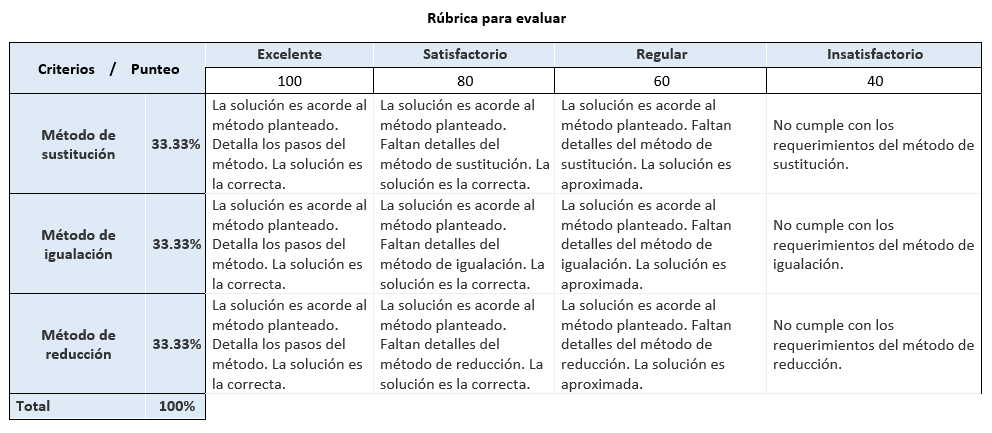 Rúbrica para evaluar
Criterios / Punteo
Excelente
Satisfactorio
Regular
Insatisfactorio
100
80
60
40
Método de
sustitución
33.33%
La solución es acorde al
método planteado.
Detalla los pasos del
método. La solución es
la correcta.
La solución es acorde al
método planteado.
Faltan detalles del
método de sustitución. La
solución es la correcta.
La solución es acorde al
método planteado. Faltan
detalles del método de
sustitución. La solución es
aproximada.
No cumple con los
requerimientos del método de
sustitución.
Método de
igualación
33.33%
La solución es acorde al
método planteado.
Detalla los pasos del
método. La solución es
la correcta.
La solución es acorde al
método planteado.
Faltan detalles del
método de igualación. La
solución es la correcta.
La solución es acorde al
método planteado. Faltan
detalles del método de
igualación. La solución es
aproximada.
No cumple con los
requerimientos del método de
igualación.
Método de
reducción
33.33%
La solución es acorde al
método planteado.
Detalla los pasos del
método. La solución es
la correcta.
La solución es acorde al
método planteado.
Faltan detalles del
método de reducción. La
solución es la correcta.
La solución es acorde al
método planteado. Faltan
detalles del método de
reducción. La solución es
aproximada.
No cumple con los
requerimientos del método de
reducción.
Total
100%